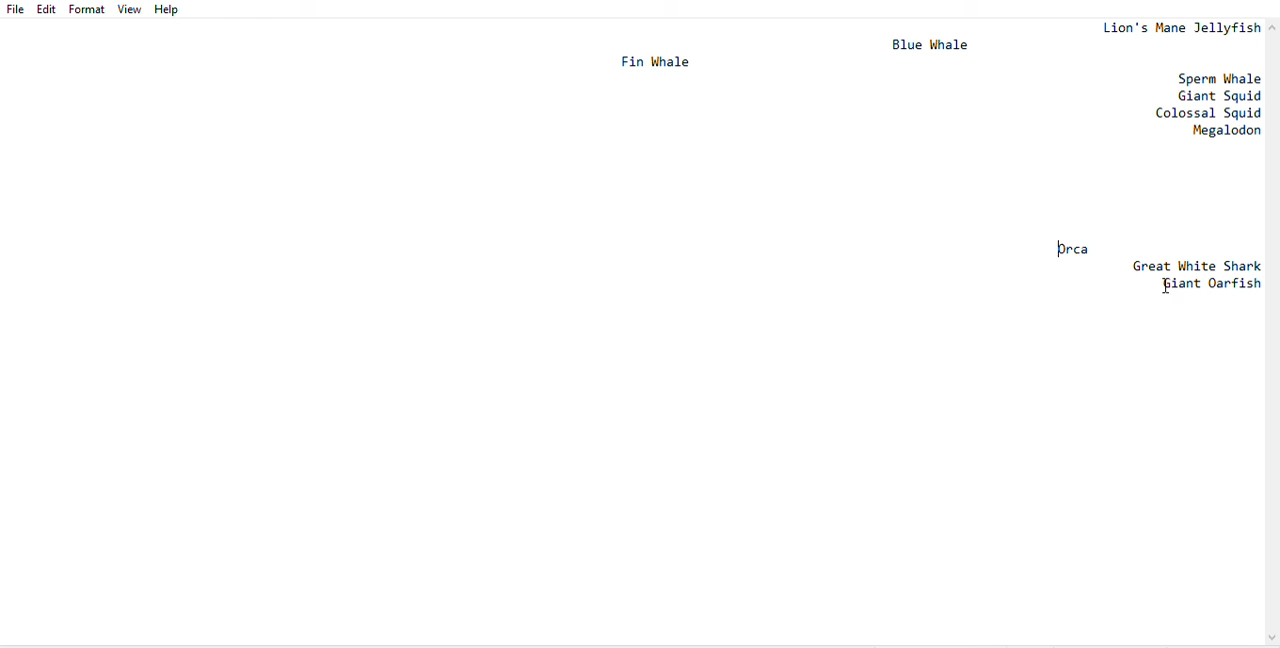 File Edit Format View Help
Lion's Mane Jellyfish
Blue Whale
Fin Whale
Sperm Whale
Giant Squid
Colossal Squid
Megalodon
Orca
Great White Shark
Giant Oarfish